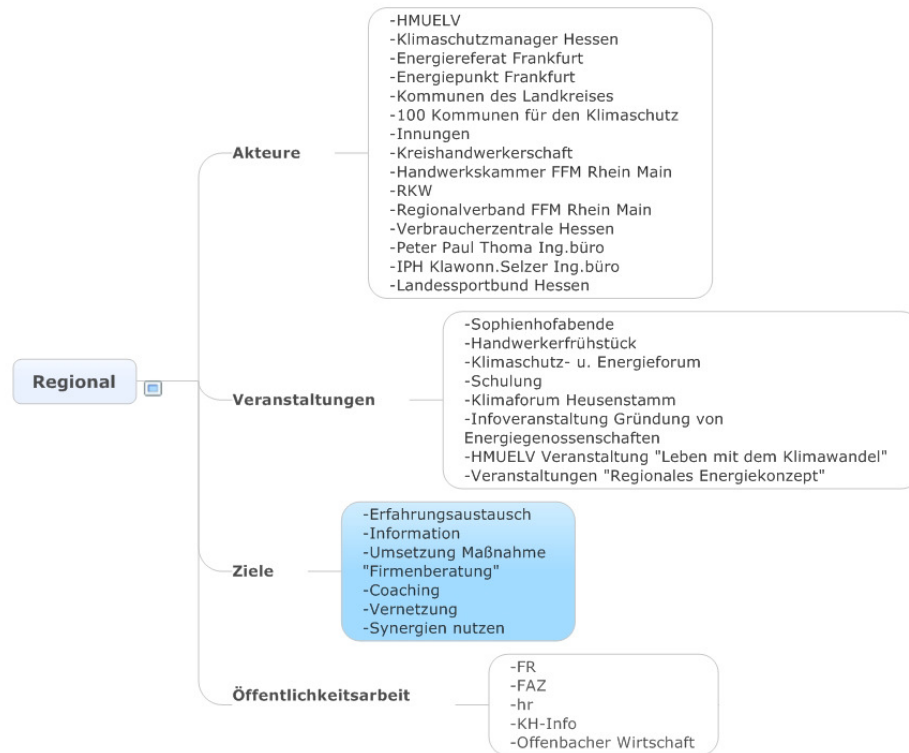 Regional
Akteure
-HMUELV
-Klimaschutzmanager Hessen
-Energiereferat Frankfurt
-Energiepunkt Frankfurt
-Kommunen des Landkreises
-100 Kommunen für den Klimaschutz
-Innungen
-Kreishandwerkerschaft
-Handwerkskammer FFM Rhein Main
-RKW
-Regionalverband FFM Rhein Main
-Verbraucherzentrale Hessen
-Peter Paul Thoma Ing.büro
-IPH Klawonn.Selzer Ing.büro
-Landessportbund Hessen
Veranstaltungen
-Sophienhofabende
-Handwerkerfrühstück
-Klimaschutz- u. Energieforum
-Schulung
-Klimaforum Heusenstamm
-Infoveranstaltung Gründung von
Energiegenossenschaften
-HMUELV Veranstaltung "Leben mit dem Klimawandel"
-Veranstaltungen "Regionales Energiekonzept"
Ziele
-Erfahrungsaustausch
-Information
-Umsetzung Maßnahme
"Firmenberatung"
-Coaching
-Vernetzung
-Synergien nutzen
Öffentlichkeitsarbeit
-FR
-FAZ
-hr
-KH-Info
-Offenbacher Wirtschaft